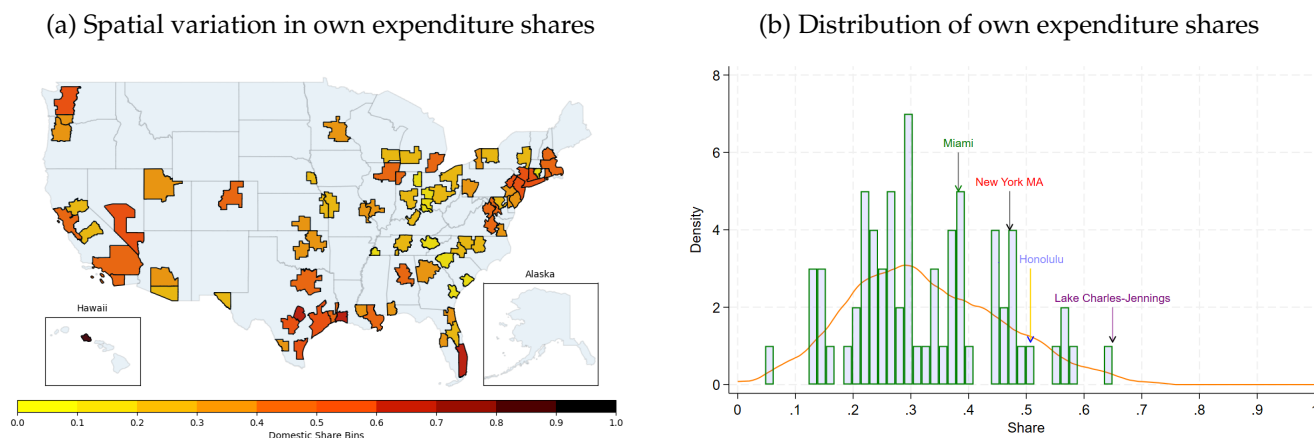 (a) Spatial variation in own expenditure shares
Hawaii
Alaska
0.0 0.1 0.2 0.3 0.4 0.5 0.6 0.7 0.8 0.9 1.0
Domestic Share Bins
(b) Distribution of own expenditure shares
Density
8
6
4
2
0
Miami
New York MA
Honolulu
Lake Charles-Jennings
0 .1 .2 .3 .4 .5 .6 .7 .8 .9
Share